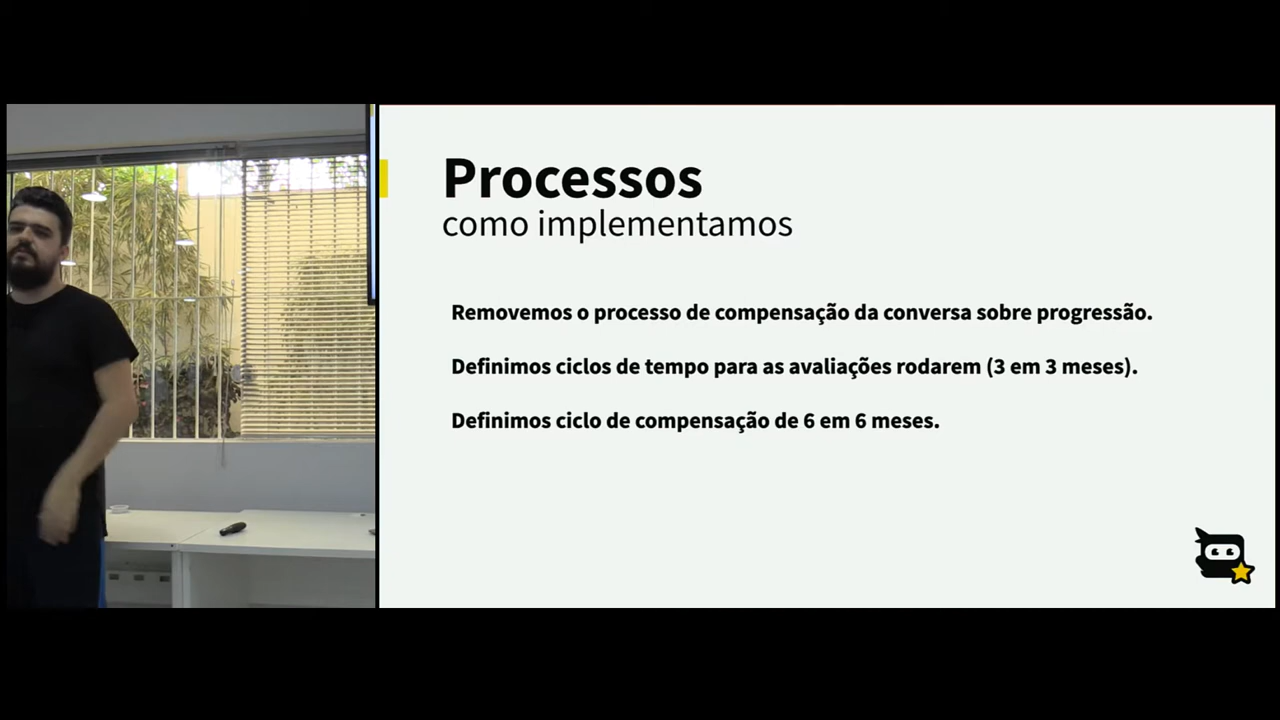 Processos
como implementamos
Removemos o processo de compensação da conversa sobre progressão.
Definimos ciclos de tempo para as avaliações rodarem (3 em 3 meses).
Definimos ciclo de compensação de 6 em 6 meses.